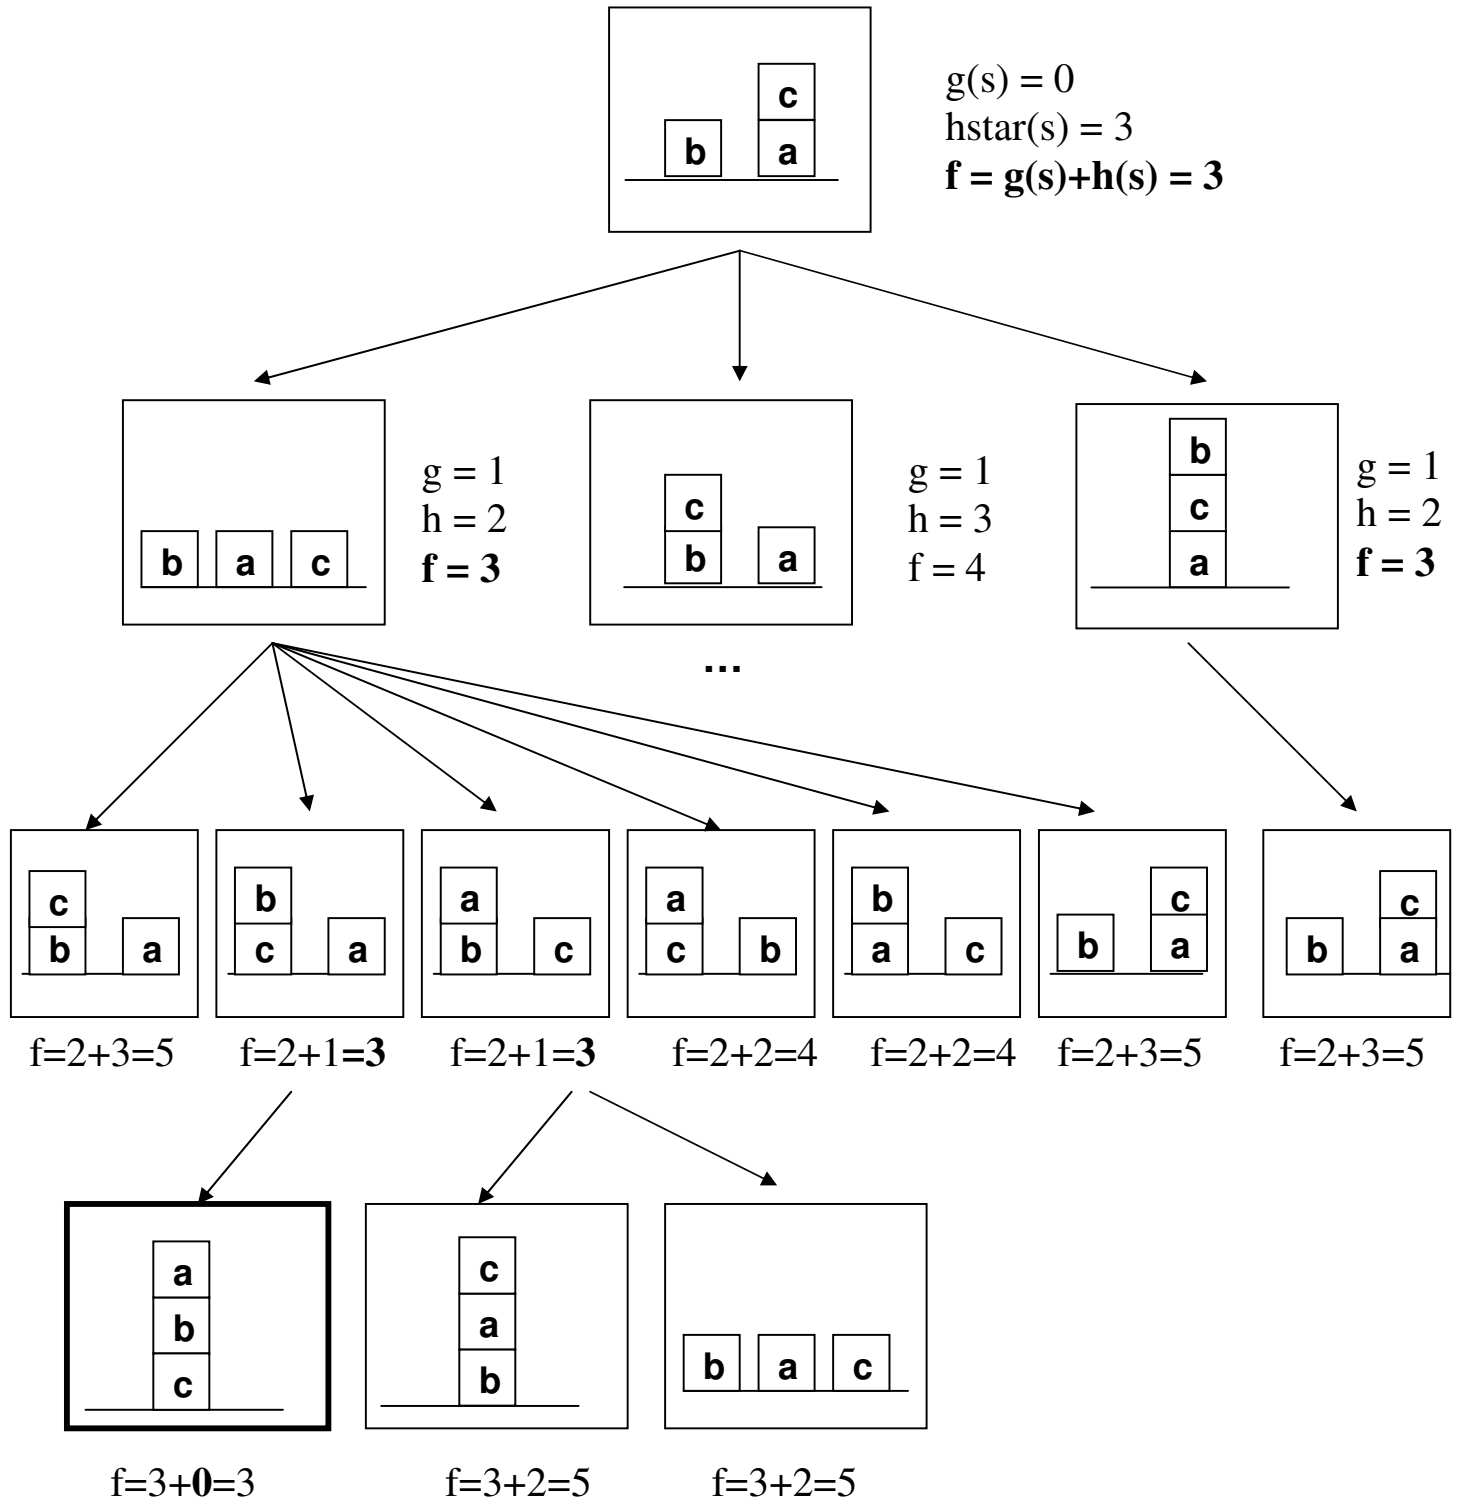 c
b a
g(s) = 0
hstar(s) = 3
f = g(s)+h(s) = 3
b a c
g = 1
h = 2
f = 3
c
b a
g = 1
h = 3
f = 4
b
c
a
g = 1
h = 2
f = 3
...
c
b a
b
c a
a
b c
a
c b
b
a c
c
b a
c
b a
f=2+3=5
f=2+1=3
f=2+1=3
f=2+2=4
f=2+2=4
f=2+3=5
f=2+3=5
a
b
c
c
a
b
b a c
f=3+0=3
f=3+2=5
f=3+2=5